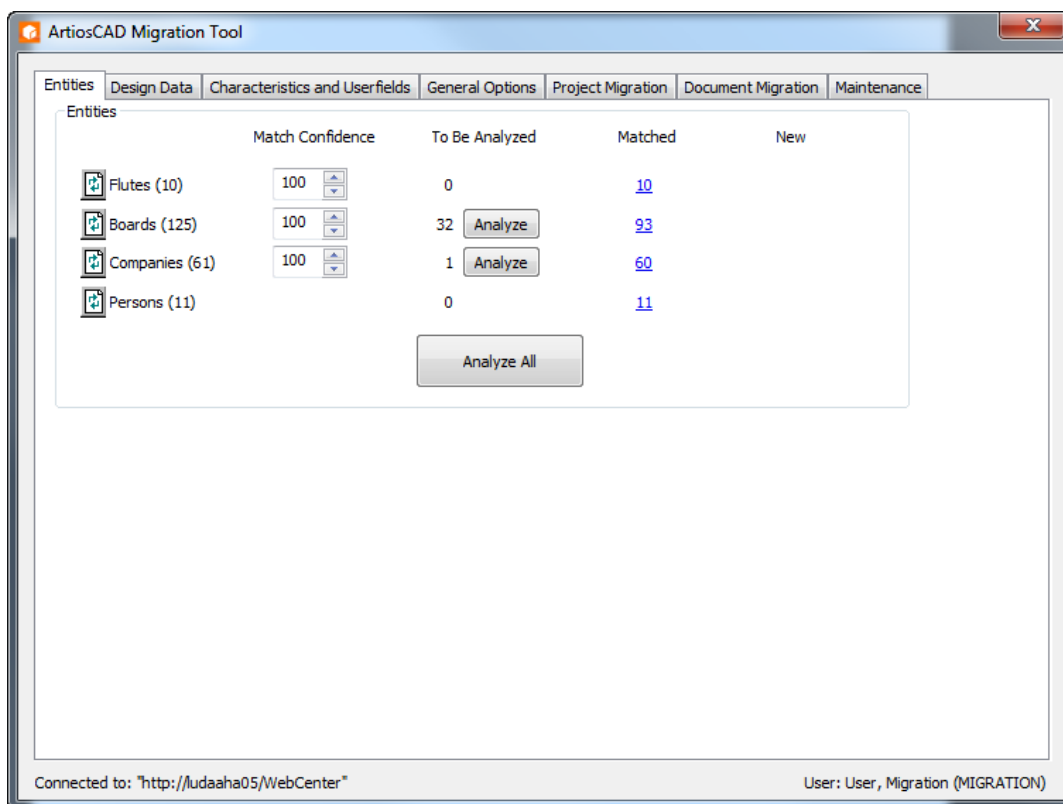 ArtiosCAD Migration Tool
Entities Design Data Characteristics and Userfields General Options Project Migration Document Migration Maintenance
Entities
Match Confidence To Be Analyzed Matched New
Flutes (10) 100 0 10
Boards (125) 100 32 Analyze 93
Companies (61) 100 1 Analyze 60
Persons (11) 0 11
Analyze All
Connected to: "http://ludaaha05/WebCenter" User: User, Migration (MIGRATION)